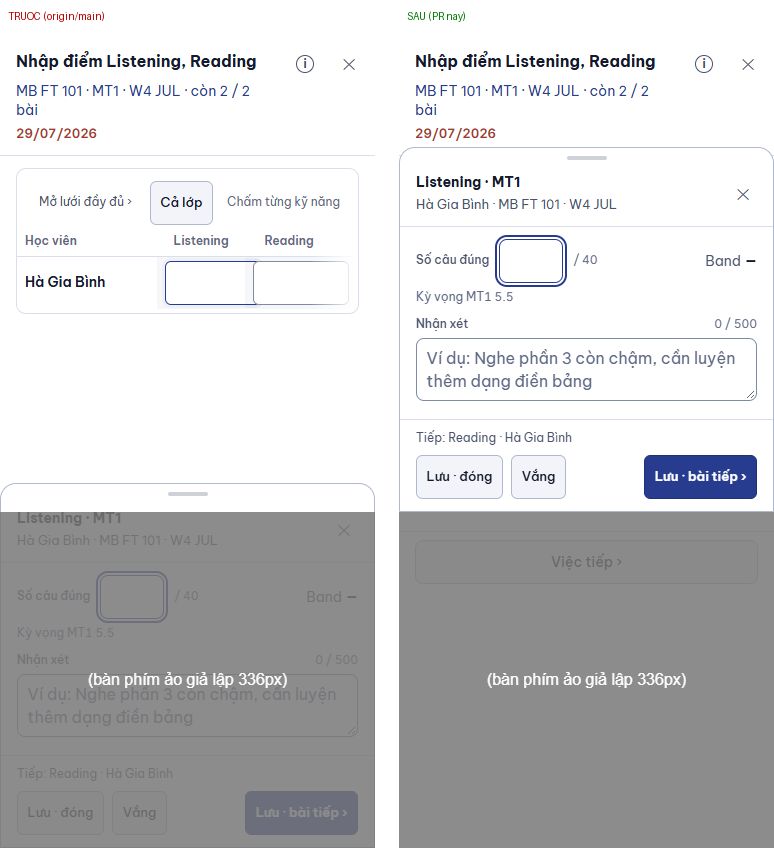 TRUOC (origin/main)
Nhập điểm Listening, Reading
MB FT 101 · MT1 · W4 JUL · còn 2 / 2
bài
29/07/2026
Mở lưới đầy đủ ›
Cả lớp
Chấm từng kỹ năng
Học viên
Listening
Reading
Hà Gia Bình
Listening · MT1
Hà Gia Bình · MB FT 101 · W4 JUL
Số câu đúng
/ 40
Band –
Kỳ vọng MT1 5.5
Nhận xét
0 / 500
(bàn phím ảo giả lập 336px)
Ví dụ: Nghe phần 3 còn chậm, cần luyện
thêm dạng điền bảng
Tiếp: Reading · Hà Gia Bình
Lưu · đóng
Vắng
Lưu · bài tiếp ›
SAU (PR nay)
Nhập điểm Listening, Reading
MB FT 101 · MT1 · W4 JUL · còn 2 / 2
bài
29/07/2026
Listening · MT1
Hà Gia Bình · MB FT 101 · W4 JUL
Số câu đúng
/ 40
Band –
Kỳ vọng MT1 5.5
Nhận xét
0 / 500
Ví dụ: Nghe phần 3 còn chậm, cần luyện
thêm dạng điền bảng
Tiếp: Reading · Hà Gia Bình
Lưu · đóng
Vắng
Lưu · bài tiếp ›
Việc tiếp ›
(bàn phím ảo giả lập 336px)